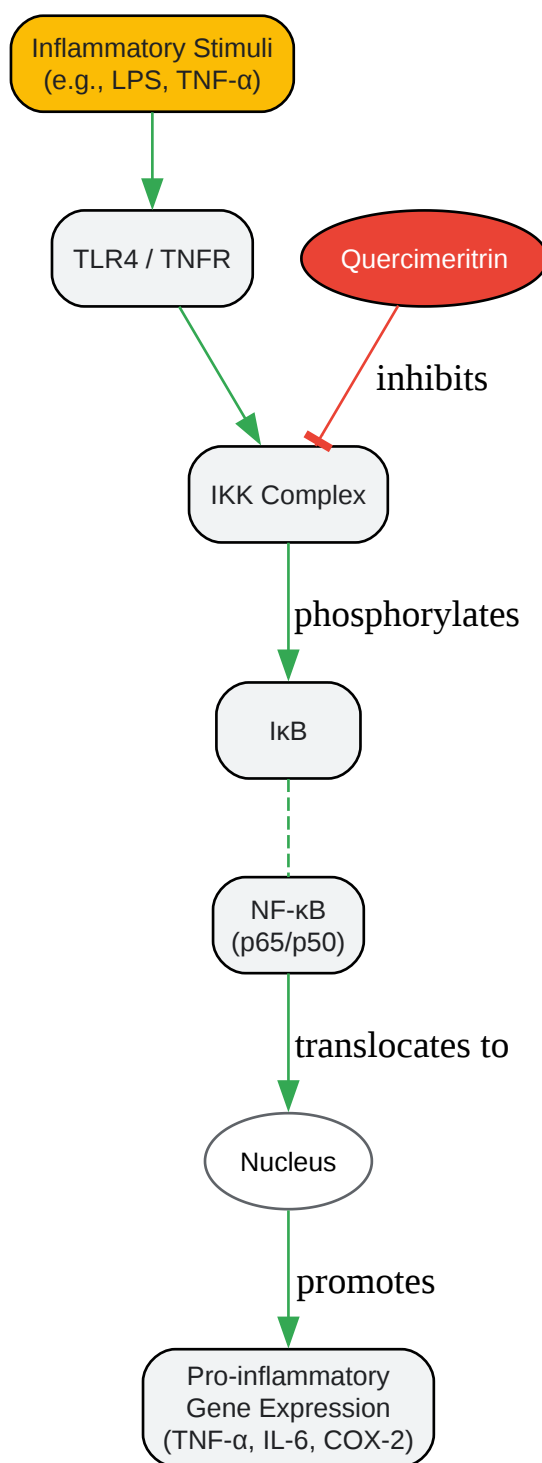 Inflammatory Stimuli
(e.g., LPS, TNF-α)
TLR4 / TNFR
Quercimeritrin
inhibits
IKK Complex
phosphorylates
IκB
NF-κB
(p65/p50)
translocates to
Nucleus
promotes
Pro-inflammatory
Gene Expression
(TNF-α, IL-6, COX-2)